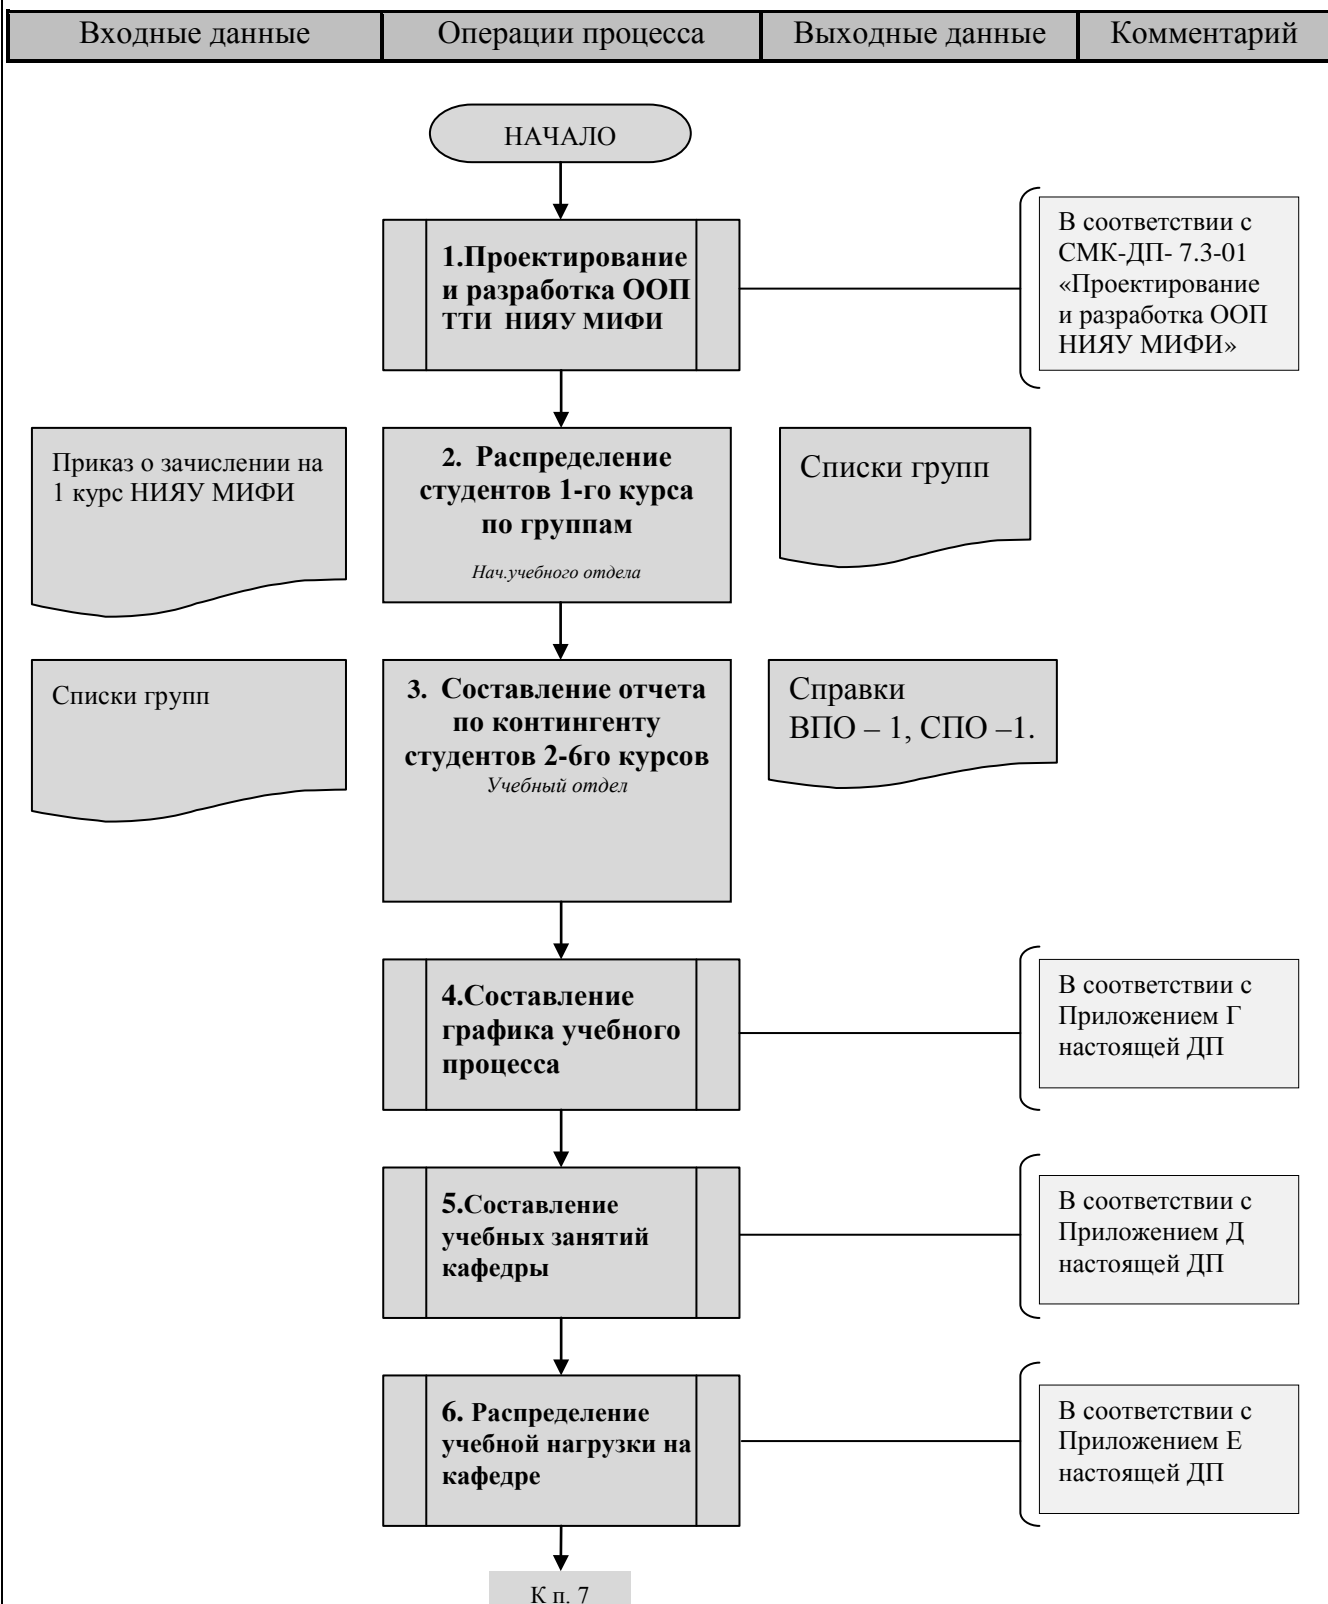 Входные данные
Операции процесса
Выходные данные
Комментарий
НАЧАЛО
1.Проектирование
и разработка ООП
ТТИ НИЯУ МИФИ
В соответствии с
СМК-ДП- 7.3-01
«Проектирование
и разработка ООП
НИЯУ МИФИ»
Приказ о зачислении на
1 курс НИЯУ МИФИ
2. Распределение
студентов 1-го курса
по группам
Нач.учебного отдела
Списки групп
Списки групп
3. Составление отчета
по контингенту
студентов 2-6го курсов
Учебный отдел
Справки
ВПО – 1, СПО –1.
4.Составление
графика учебного
процесса
В соответствии с
Приложением Г
настоящей ДП
5.Составление
учебных занятий
кафедры
В соответствии с
Приложением Д
настоящей ДП
6. Распределение
учебной нагрузки на
кафедре
В соответствии с
Приложением Е
настоящей ДП
К п. 7